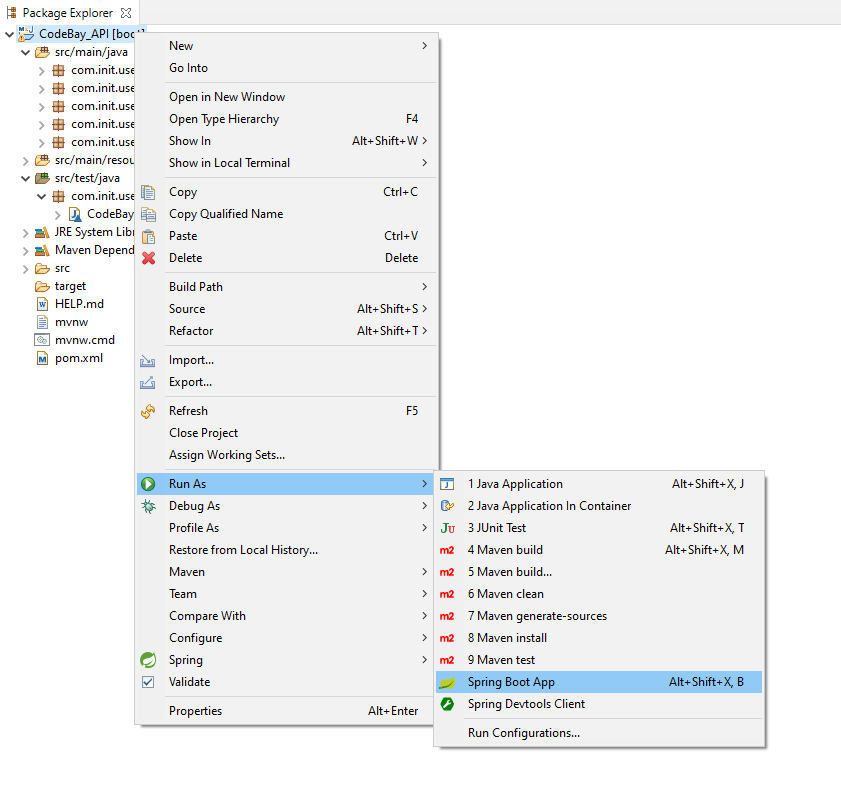 Package Explorer
CodeBay_API [boot]
src/main/java
com.init.use
com.init.use
com.init.use
com.init.use
com.init.use
src/main/resou
src/test/java
com.init.use
CodeBay
JRE System Libr
Maven Depend
src
target
HELP.md
mvnw
mvnw.cmd
pom.xml
New
Go Into
Open in New Window
Open Type Hierarchy F4
Show In Alt+Shift+W
Show in Local Terminal
Copy Ctrl+C
Copy Qualified Name
Paste Ctrl+V
Delete Delete
Build Path
Source Alt+Shift+S
Refactor Alt+Shift+T
Import...
Export...
Refresh F5
Close Project
Assign Working Sets...
Run As
Debug As
Profile As
Restore from Local History...
Maven
Team
Compare With
Configure
Spring
Validate
Properties Alt+Enter
1 Java Application Alt+Shift+X, J
2 Java Application In Container
3 JUnit Test Alt+Shift+X, T
4 Maven build Alt+Shift+X, M
5 Maven build...
6 Maven clean
7 Maven generate-sources
8 Maven install
9 Maven test
Spring Boot App Alt+Shift+X, B
Spring Devtools Client
Run Configurations...